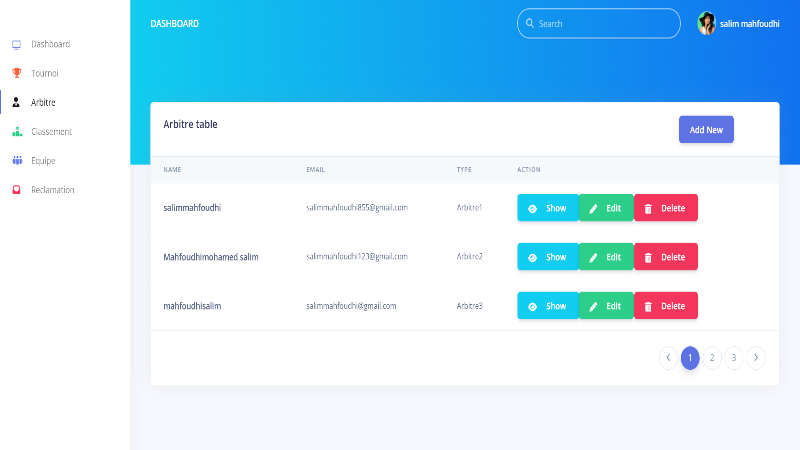 DASHBOARD
Search
salim mahfoudhi
Dashboard
Tournoi
Arbitre
Classement
Equipe
Reclamation
Arbitre table
Add New
NAME EMAIL TYPE ACTION
salimmahfoudhi salimmahfoudhi855@gmail.com Arbitre1 Show Edit Delete
Mahfoudhimohamed salim salimmahfoudhi123@gmail.com Arbitre2 Show Edit Delete
mahfoudhisalim salimmahfoudhi@gmail.com Arbitre3 Show Edit Delete
1 2 3